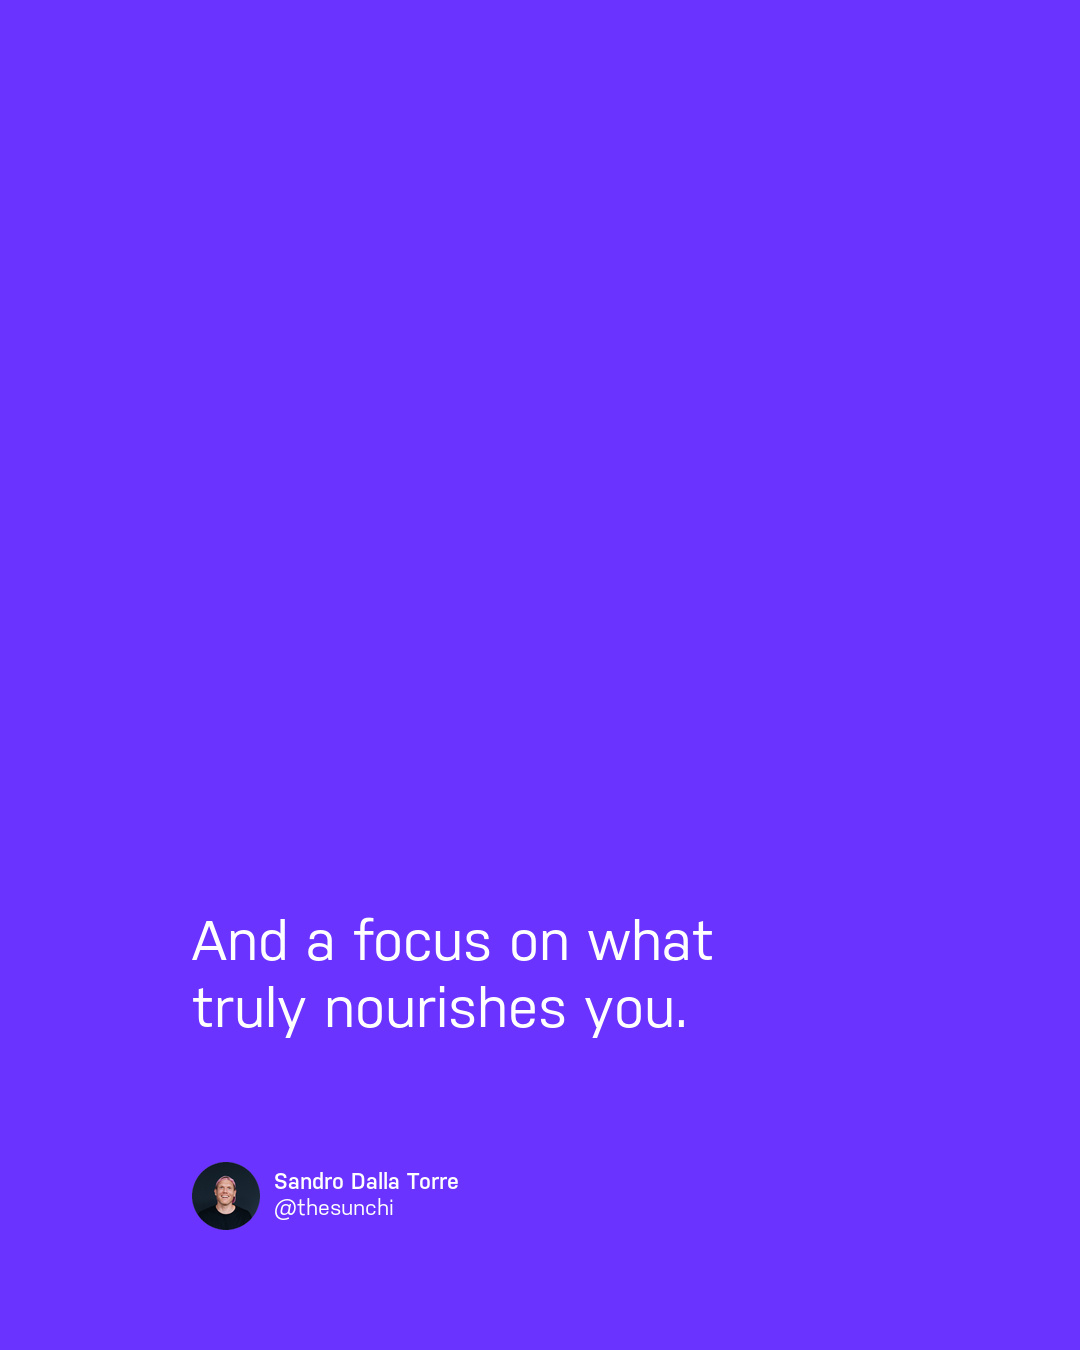 And a focus on what
truly nourishes you.
Sandro Dalla Torre
@thesunchi